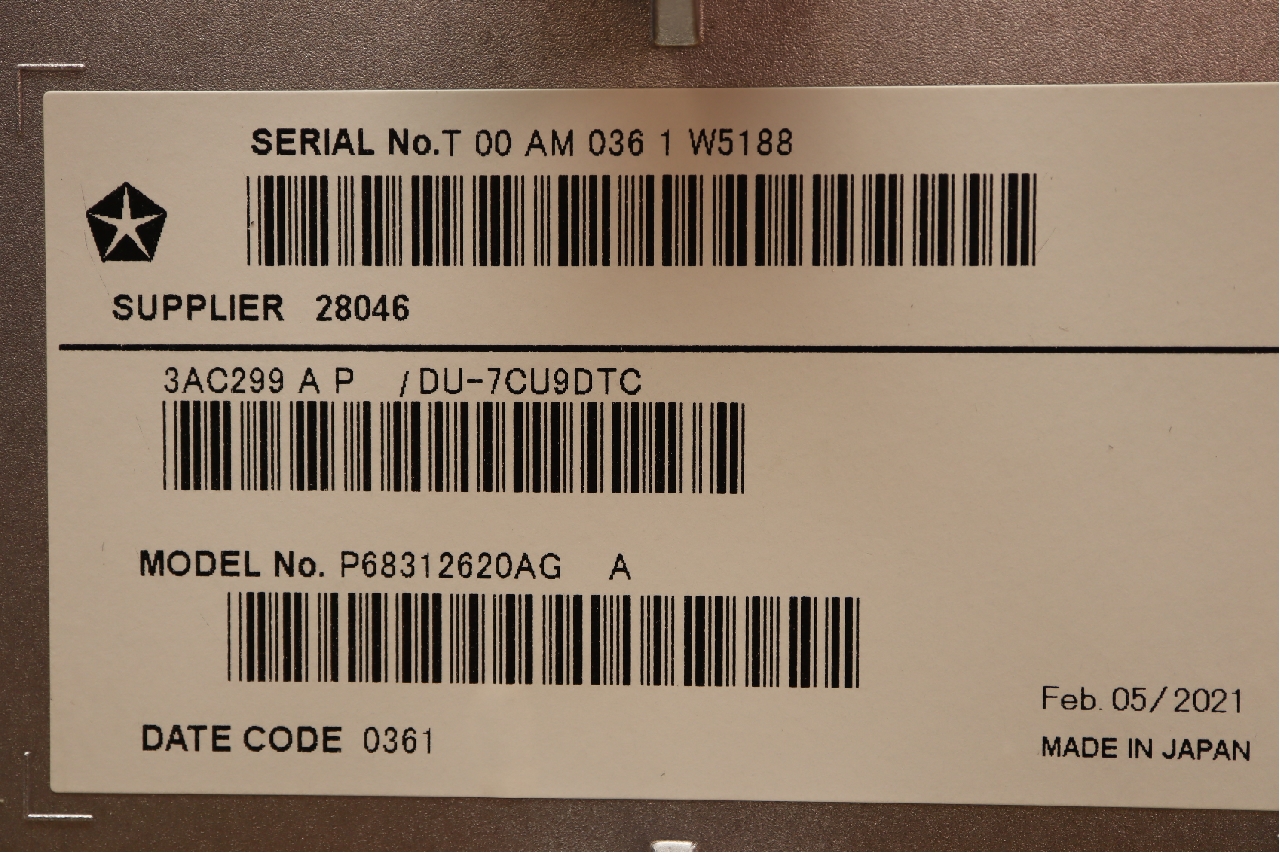 SERIAL No.T 00 AM 036 1 W5188
SUPPLIER 28046
3AC299 A P /DU-7CU9DTC
MODEL No. P68312620AG A
DATE CODE 0361
Feb. 05/2021
MADE IN JAPAN